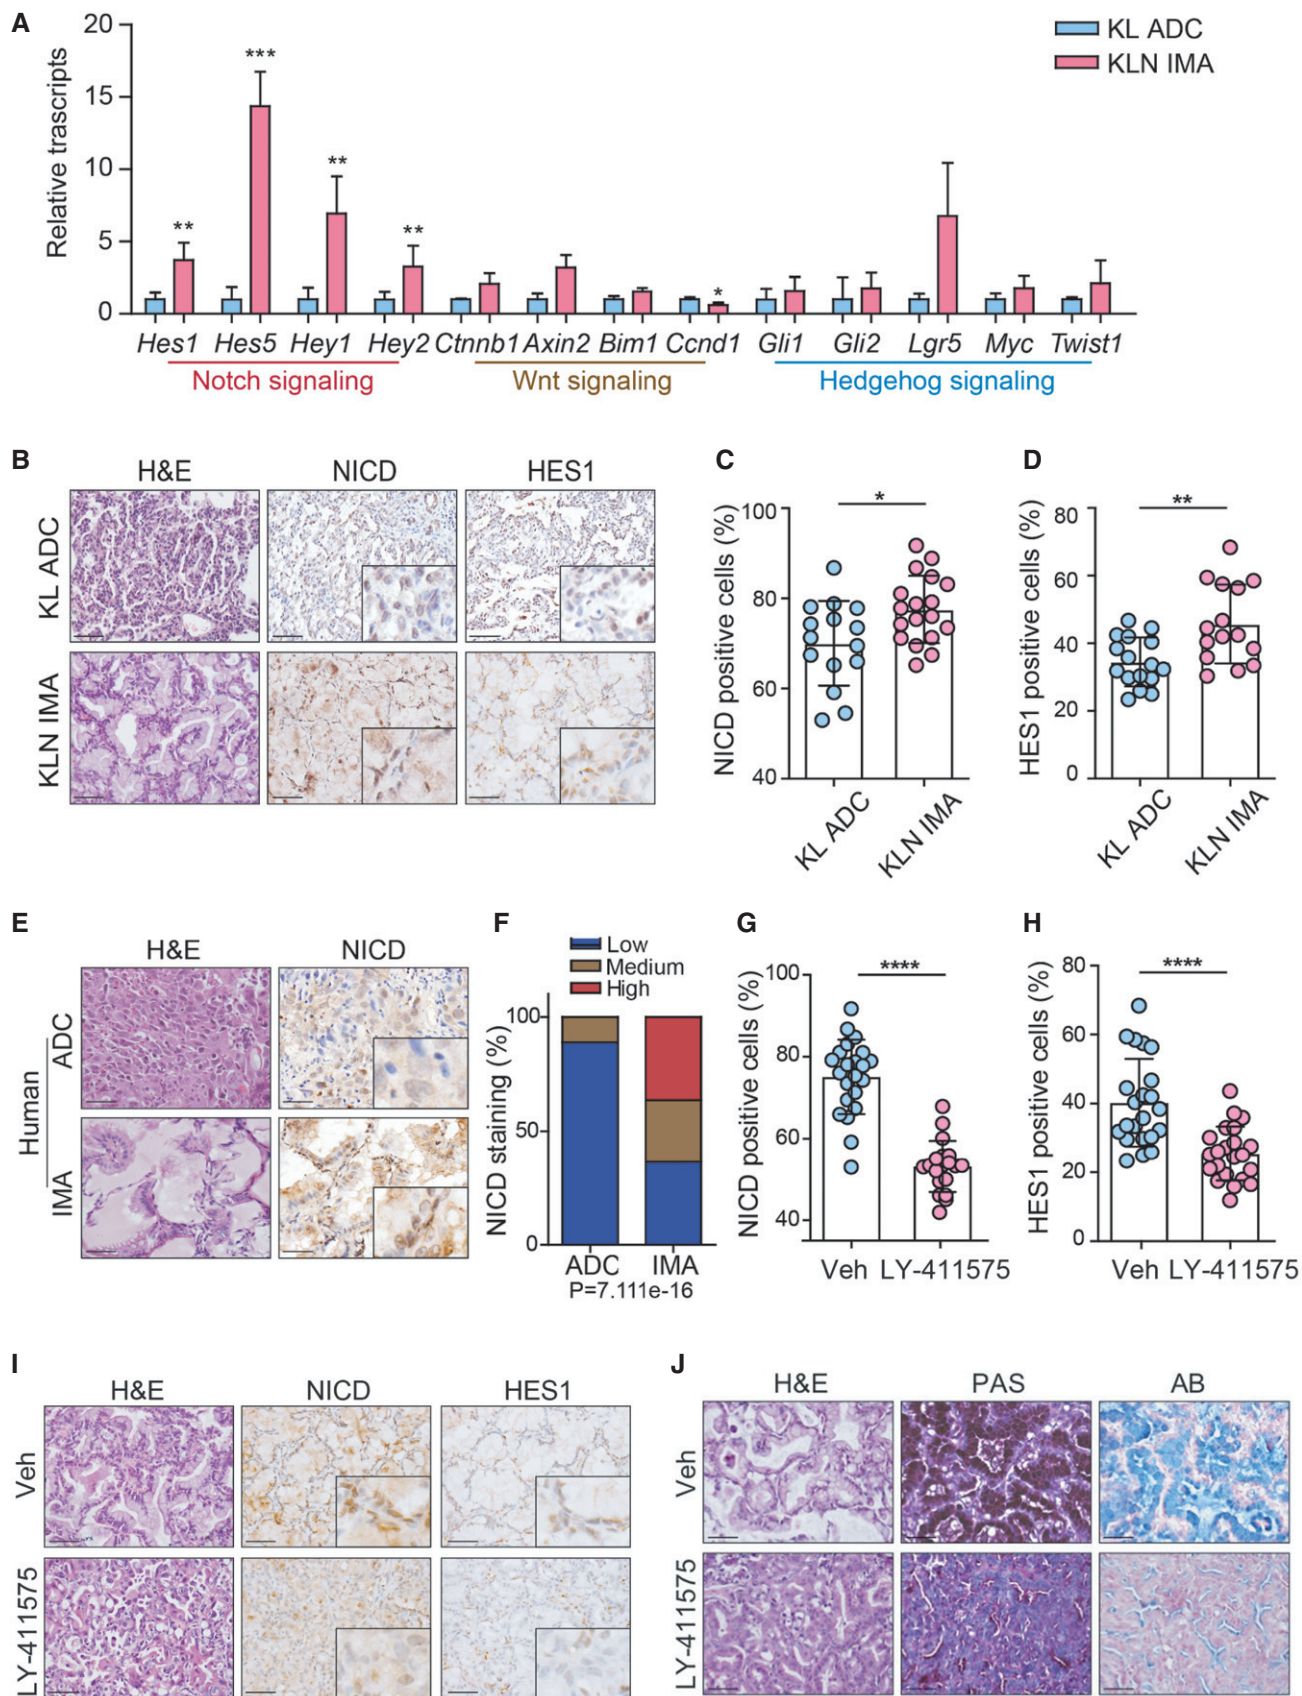 A
Relative trascripts
20
15
10
5
0
KL ADC
KLN IMA
**
***
**
**
*
Hes1 Hes5 Hey1 Hey2 Ctnnb1 Axin2 Bim1 Ccnd1 Gli1 Gli2 Lgr5 Myc Twist1
Notch signaling Wnt signaling Hedgehog signaling
B
H&E NICD HES1
KL ADC
KLN IMA
C
NICD positive cells (%)
100
80
60
40
*
KL ADC
KLN IMA
D
HES1 positive cells (%)
80
60
40
20
0
**
KL ADC
KLN IMA
E
H&E NICD
Human
ADC
IMA
F
Low
Medium
High
NICD staining (%)
100
50
0
ADC IMA
P=7.111e-16
G
NICD positive cells (%)
100
80
60
40
****
Veh LY-411575
H
HES1 positive cells (%)
80
60
40
20
0
****
Veh LY-411575
I
H&E NICD HES1
Veh
LY-411575
J
H&E PAS AB
Veh
LY-411575